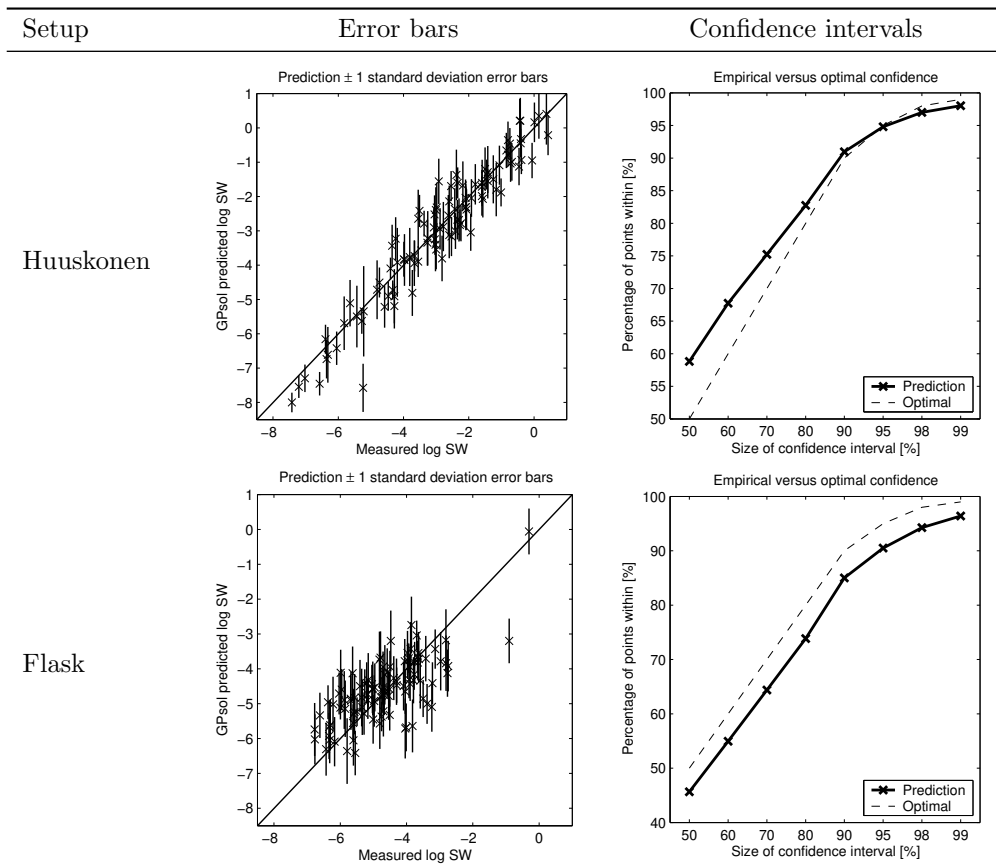 Setup Error bars Confidence intervals
Huuskonen
Prediction ± 1 standard deviation error bars
GPsol predicted log SW
1
0
−1
−2
−3
−4
−5
−6
−7
−8
−8 −6 −4 −2 0
Measured log SW
Empirical versus optimal confidence
Percentage of points within [%]
100
95
90
85
80
75
70
65
60
55
50
Prediction
Optimal
50 60 70 80 90 95 98 99
Size of confidence interval [%]
Flask
Prediction ± 1 standard deviation error bars
GPsol predicted log SW
1
0
−1
−2
−3
−4
−5
−6
−7
−8
−8 −6 −4 −2 0
Measured log SW
Empirical versus optimal confidence
Percentage of points within [%]
100
90
80
70
60
50
40
Prediction
Optimal
50 60 70 80 90 95 98 99
Size of confidence interval [%]